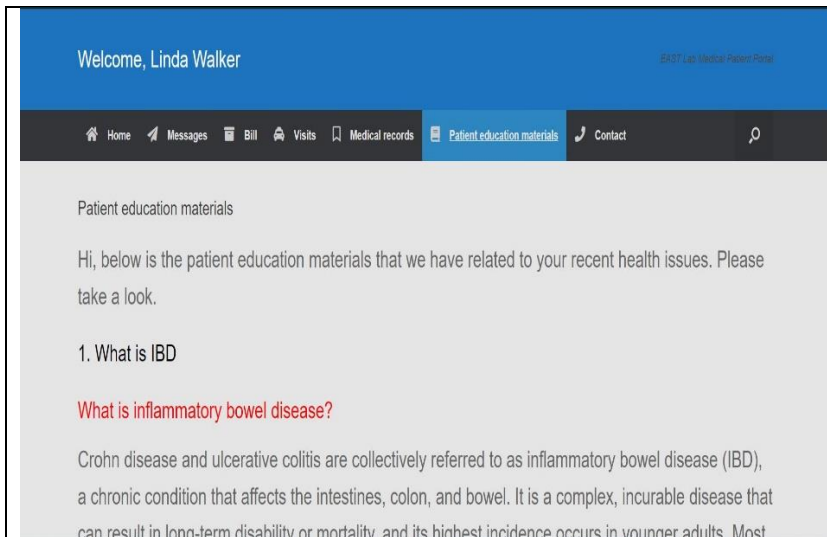 Welcome, Linda Walker
EAST Lab Medical Patient Portal
Home Messages Bill Visits Medical records Patient education materials Contact
Patient education materials
Hi, below is the patient education materials that we have related to your recent health issues. Please
take a look.
1. What is IBD
What is inflammatory bowel disease?
Crohn disease and ulcerative colitis are collectively referred to as inflammatory bowel disease (IBD),
a chronic condition that affects the intestines, colon, and bowel. It is a complex, incurable disease that
can result in long-term disability or mortality, and its highest incidence occurs in younger adults. Most